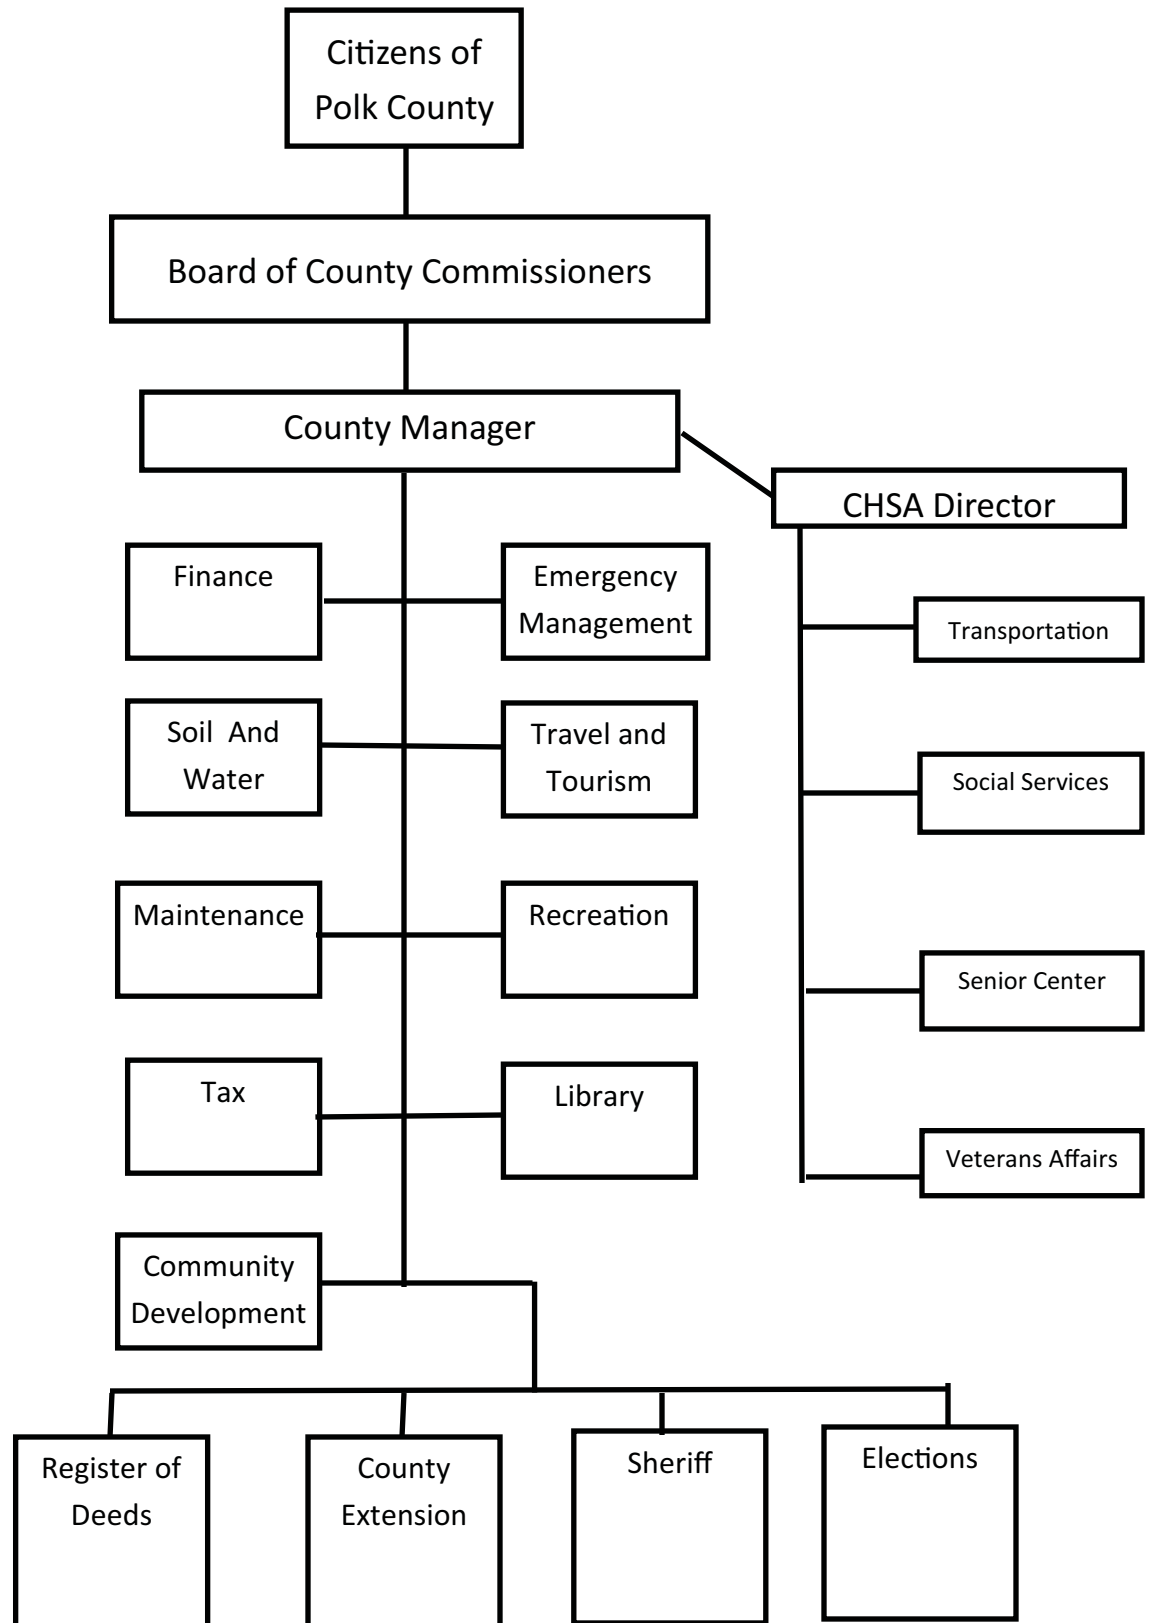 Citizens of
Polk County
Board of County Commissioners
County Manager
CHSA Director
Finance
Emergency
Management
Transportation
Soil And
Water
Travel and
Tourism
Social Services
Maintenance
Recreation
Senior Center
Tax
Library
Veterans Affairs
Community
Development
Register of
Deeds
County
Extension
Sheriff
Elections